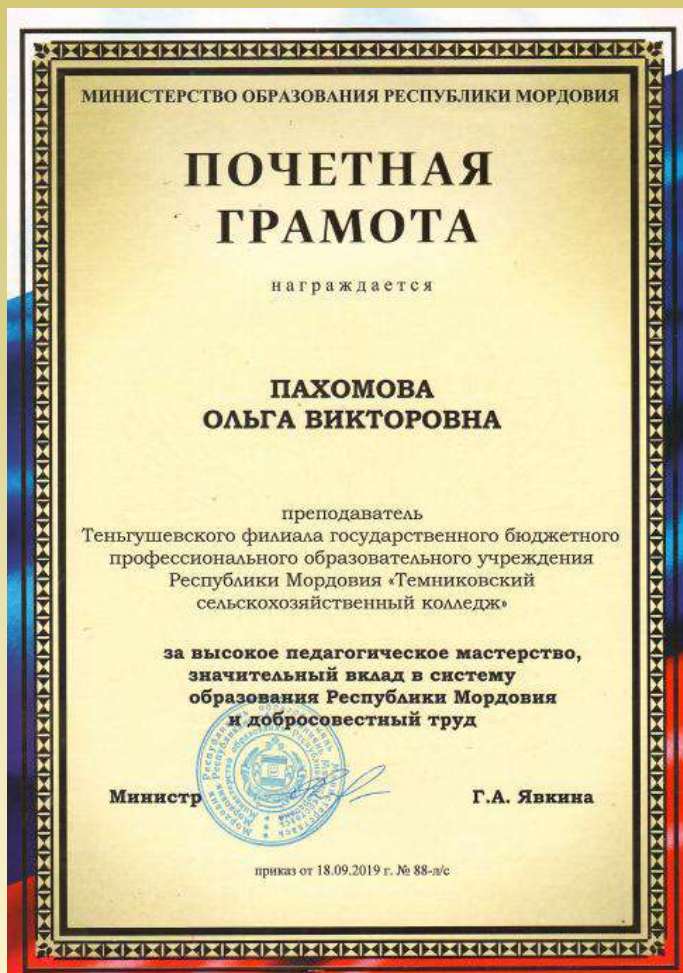 МИНИСТЕРСТВО ОБРАЗОВАНИЯ РЕСПУБЛИКИ МОРДОВИЯ
ПОЧЕТНАЯ
ГРАМОТА
награждается
ПАХОМОВА
ОЛЬГА ВИКТОРОВНА
преподаватель
Теньгушевского филиала государственного бюджетного
профессионального образовательного учреждения
Республики Мордовия «Темниковский
сельскохозяйственный колледж»
за высокое педагогическое мастерство,
значительный вклад в систему
образования Республики Мордовия
и добросовестный труд
Министр
Г.А. Явкина
приказ от 18.09.2019 г. № 88-л/с